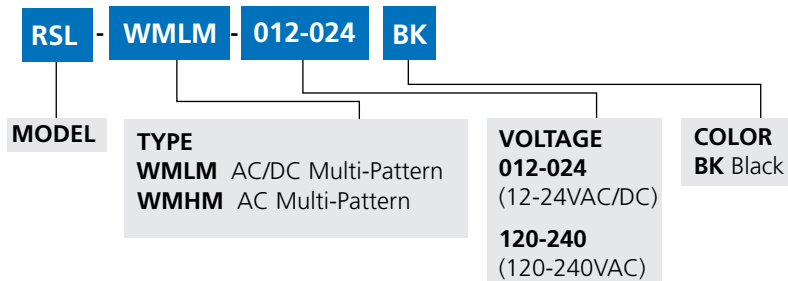 RSL - WMLM - 012-024 BK
MODEL
TYPE
WMLM AC/DC Multi-Pattern
WMHM AC Multi-Pattern
VOLTAGE
012-024
(12-24VAC/DC)
120-240
(120-240VAC)
COLOR
BK Black